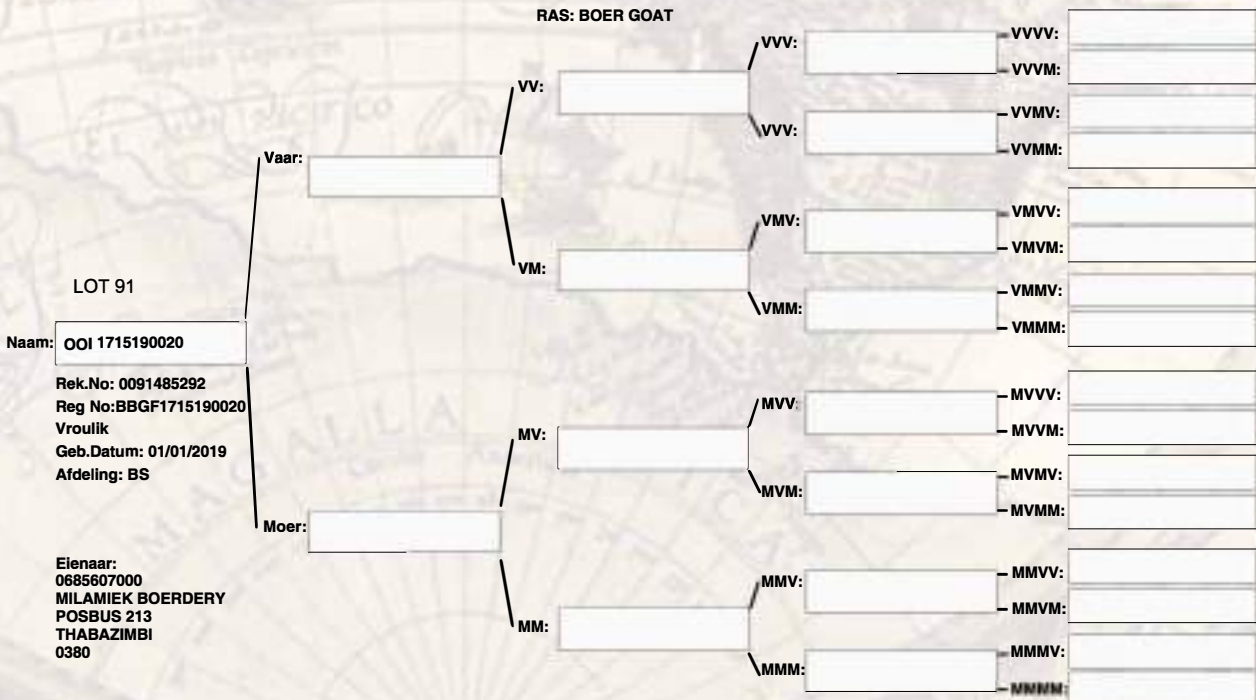 RAS: BOER GOAT
LOT 91
Naam: OOI 1715190020
Rek.No: 0091485292
Reg No:BBGF1715190020
Vroulik
Geb.Datum: 01/01/2019
Afdeling: BS
Eienaar:
0685607000
MILAMIEK BOERDERY
POSBUS 213
THABAZIMBI
0380
Vaar:
Moer:
VV:
VM:
MV:
MM:
VVV:
VVV:
VMV:
VMM:
MVV:
MVM:
MMV:
MMM:
VVVV:
VVVM:
VVMV:
VVMM:
VMVV:
VMVM:
VMMV:
VMMM:
MVVV:
MVVM:
MVMV:
MVMM:
MMVV:
MMVM:
MMMV:
MMMM: